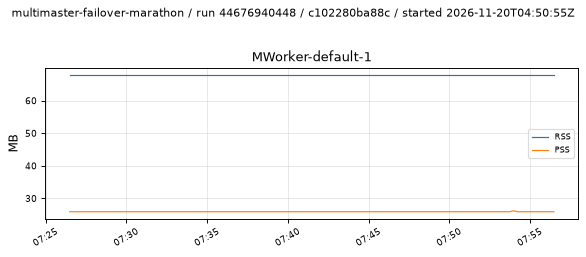 multimaster-failover-marathon / run 44676940448 / c102280ba88c / started 2026-11-20T04:50:55Z
MWorker-default-1
MB
60
50
40
30
RSS
PSS
07:25
07:30
07:35
07:40
07:45
07:50
07:55